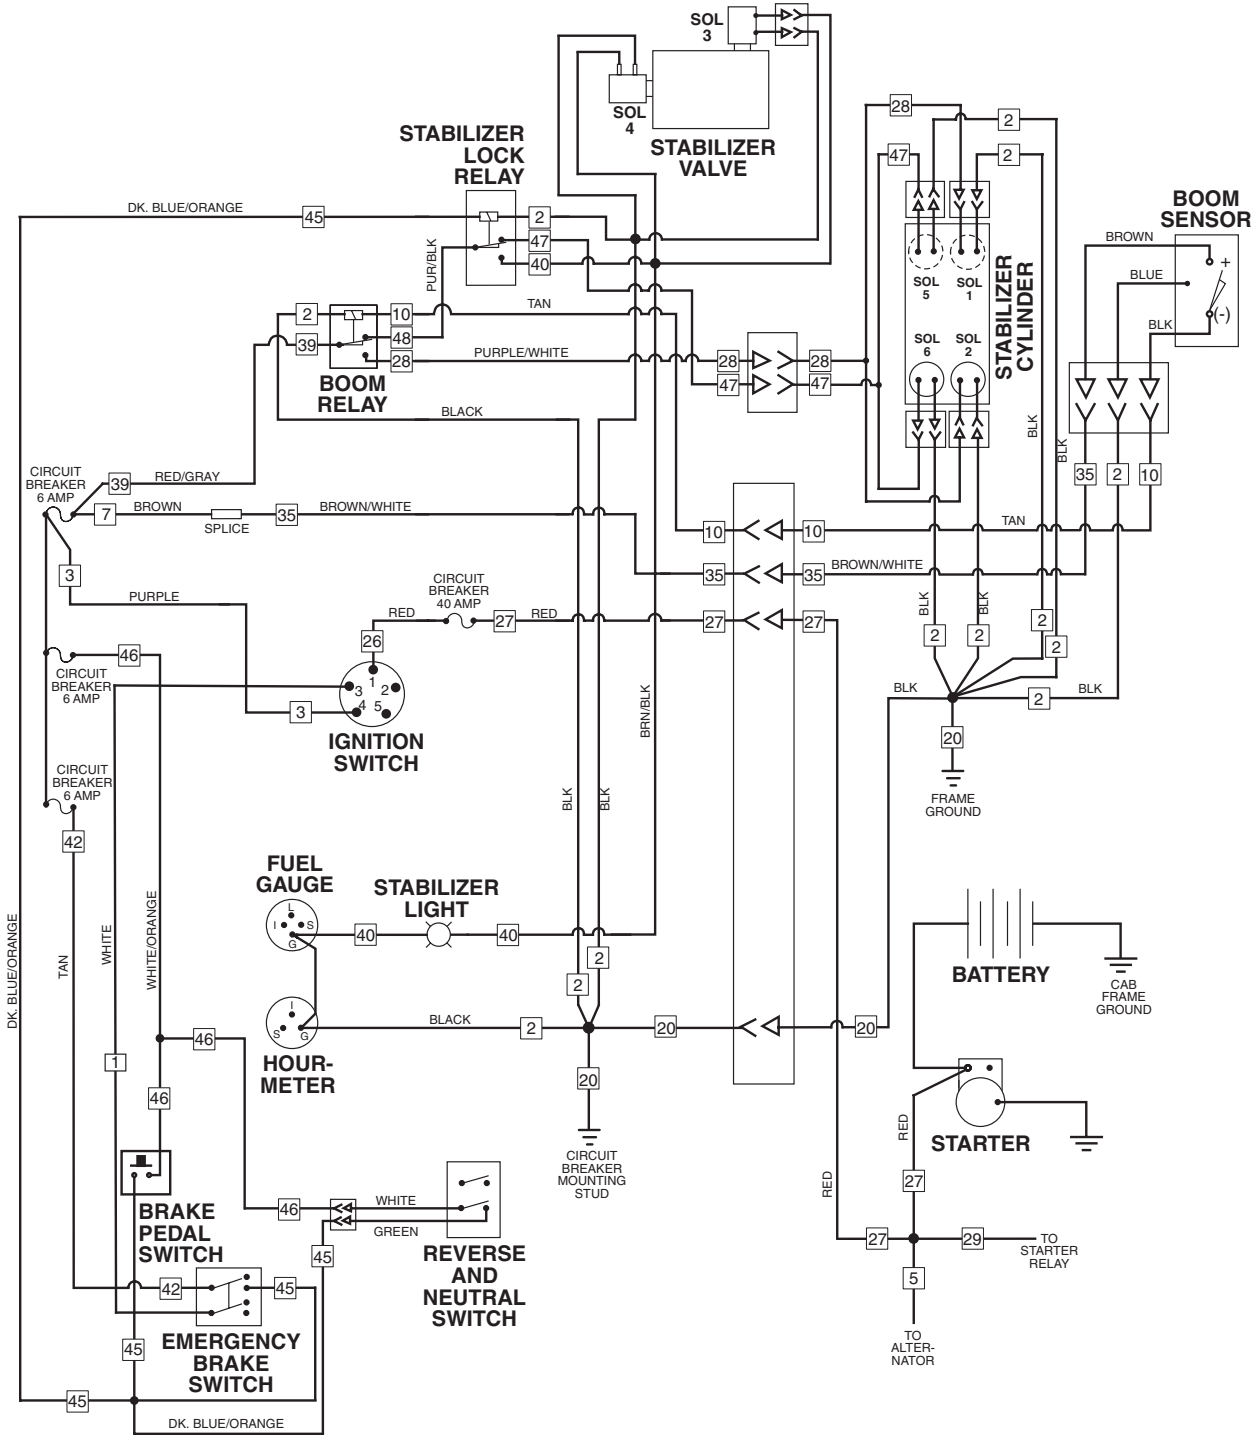 SOL
3
SOL
4
STABILIZER
VALVE
STABILIZER
LOCK
RELAY
28
2
47
2
BOOM
SENSOR
DK. BLUE/ORANGE
45
2
47
40
PUR/BLK
BROWN
+
BLUE
(-)
BLK
SOL
5
SOL
1
STABILIZER
CYLINDER
SOL
6
SOL
2
2
10
TAN
48
39
28
PURPLE/WHITE
28
28
47
47
BOOM
RELAY
BLACK
BLK
BLK
CIRCUIT
BREAKER
6 AMP
39
RED/GRAY
35
2
10
7
BROWN
SPLICE
35
BROWN/WHITE
10
10
TAN
3
PURPLE
CIRCUIT
BREAKER
40 AMP
35
35
BROWN/WHITE
RED
27
RED
27
27
BLK
BLK
26
2
2
2
2
46
CIRCUIT
BREAKER
6 AMP
1
3
2
4
5
3
IGNITION
SWITCH
BRN/BLK
BLK
2
BLK
20
FRAME
GROUND
CIRCUIT
BREAKER
6 AMP
42
BLK
BLK
FUEL
GAUGE
L
I
S
G
STABILIZER
LIGHT
40
40
DK. BLUE/ORANGE
TAN
WHITE
WHITE/ORANGE
2
2
BATTERY
CAB
FRAME
GROUND
I
S
G
BLACK
2
20
20
HOUR-
METER
1
46
46
20
CIRCUIT
BREAKER
MOUNTING
STUD
RED
STARTER
RED
27
BRAKE
PEDAL
SWITCH
46
WHITE
GREEN
45
REVERSE
AND
NEUTRAL
SWITCH
27
29
TO
STARTER
RELAY
5
TO
ALTER-
NATOR
42
45
EMERGENCY
BRAKE
SWITCH
45
45
DK. BLUE/ORANGE